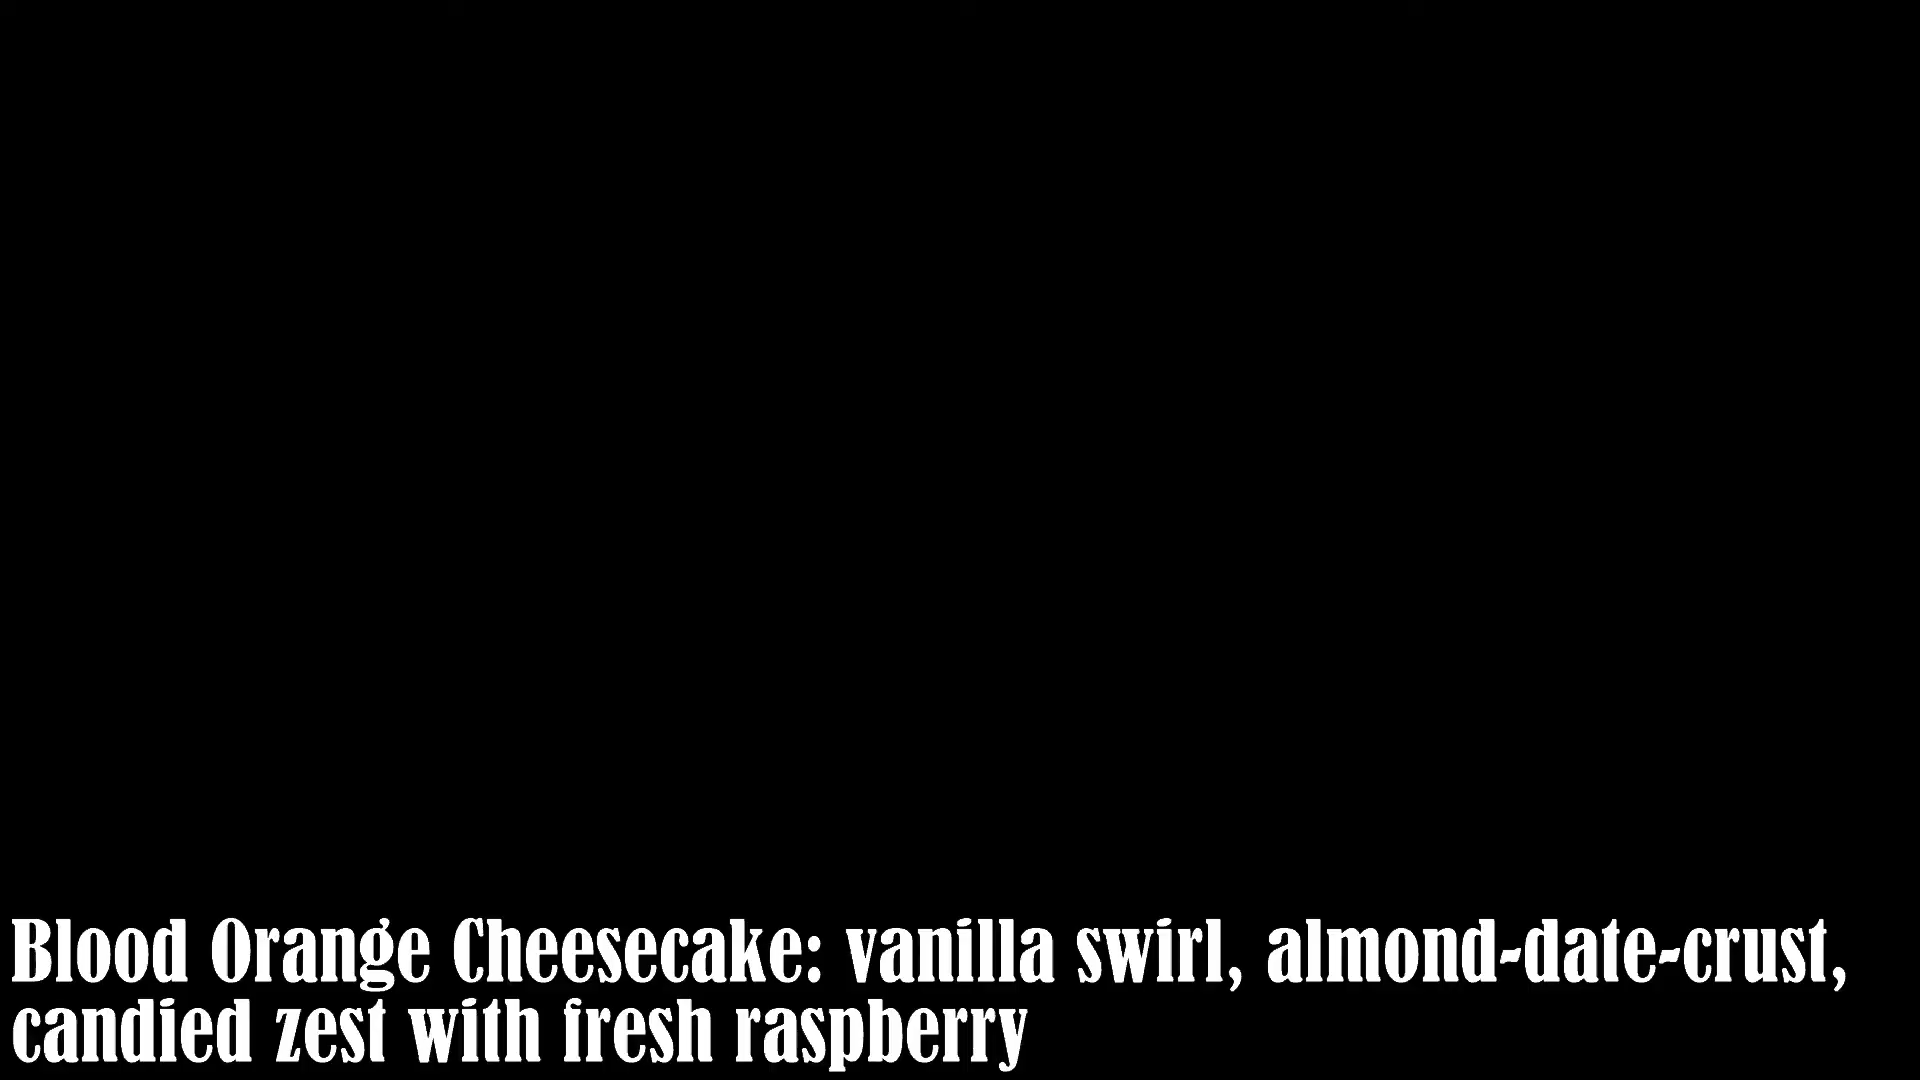 Blood Orange Cheesecake: vanilla swirl, almond-date-crust,
candied zest with fresh raspberry